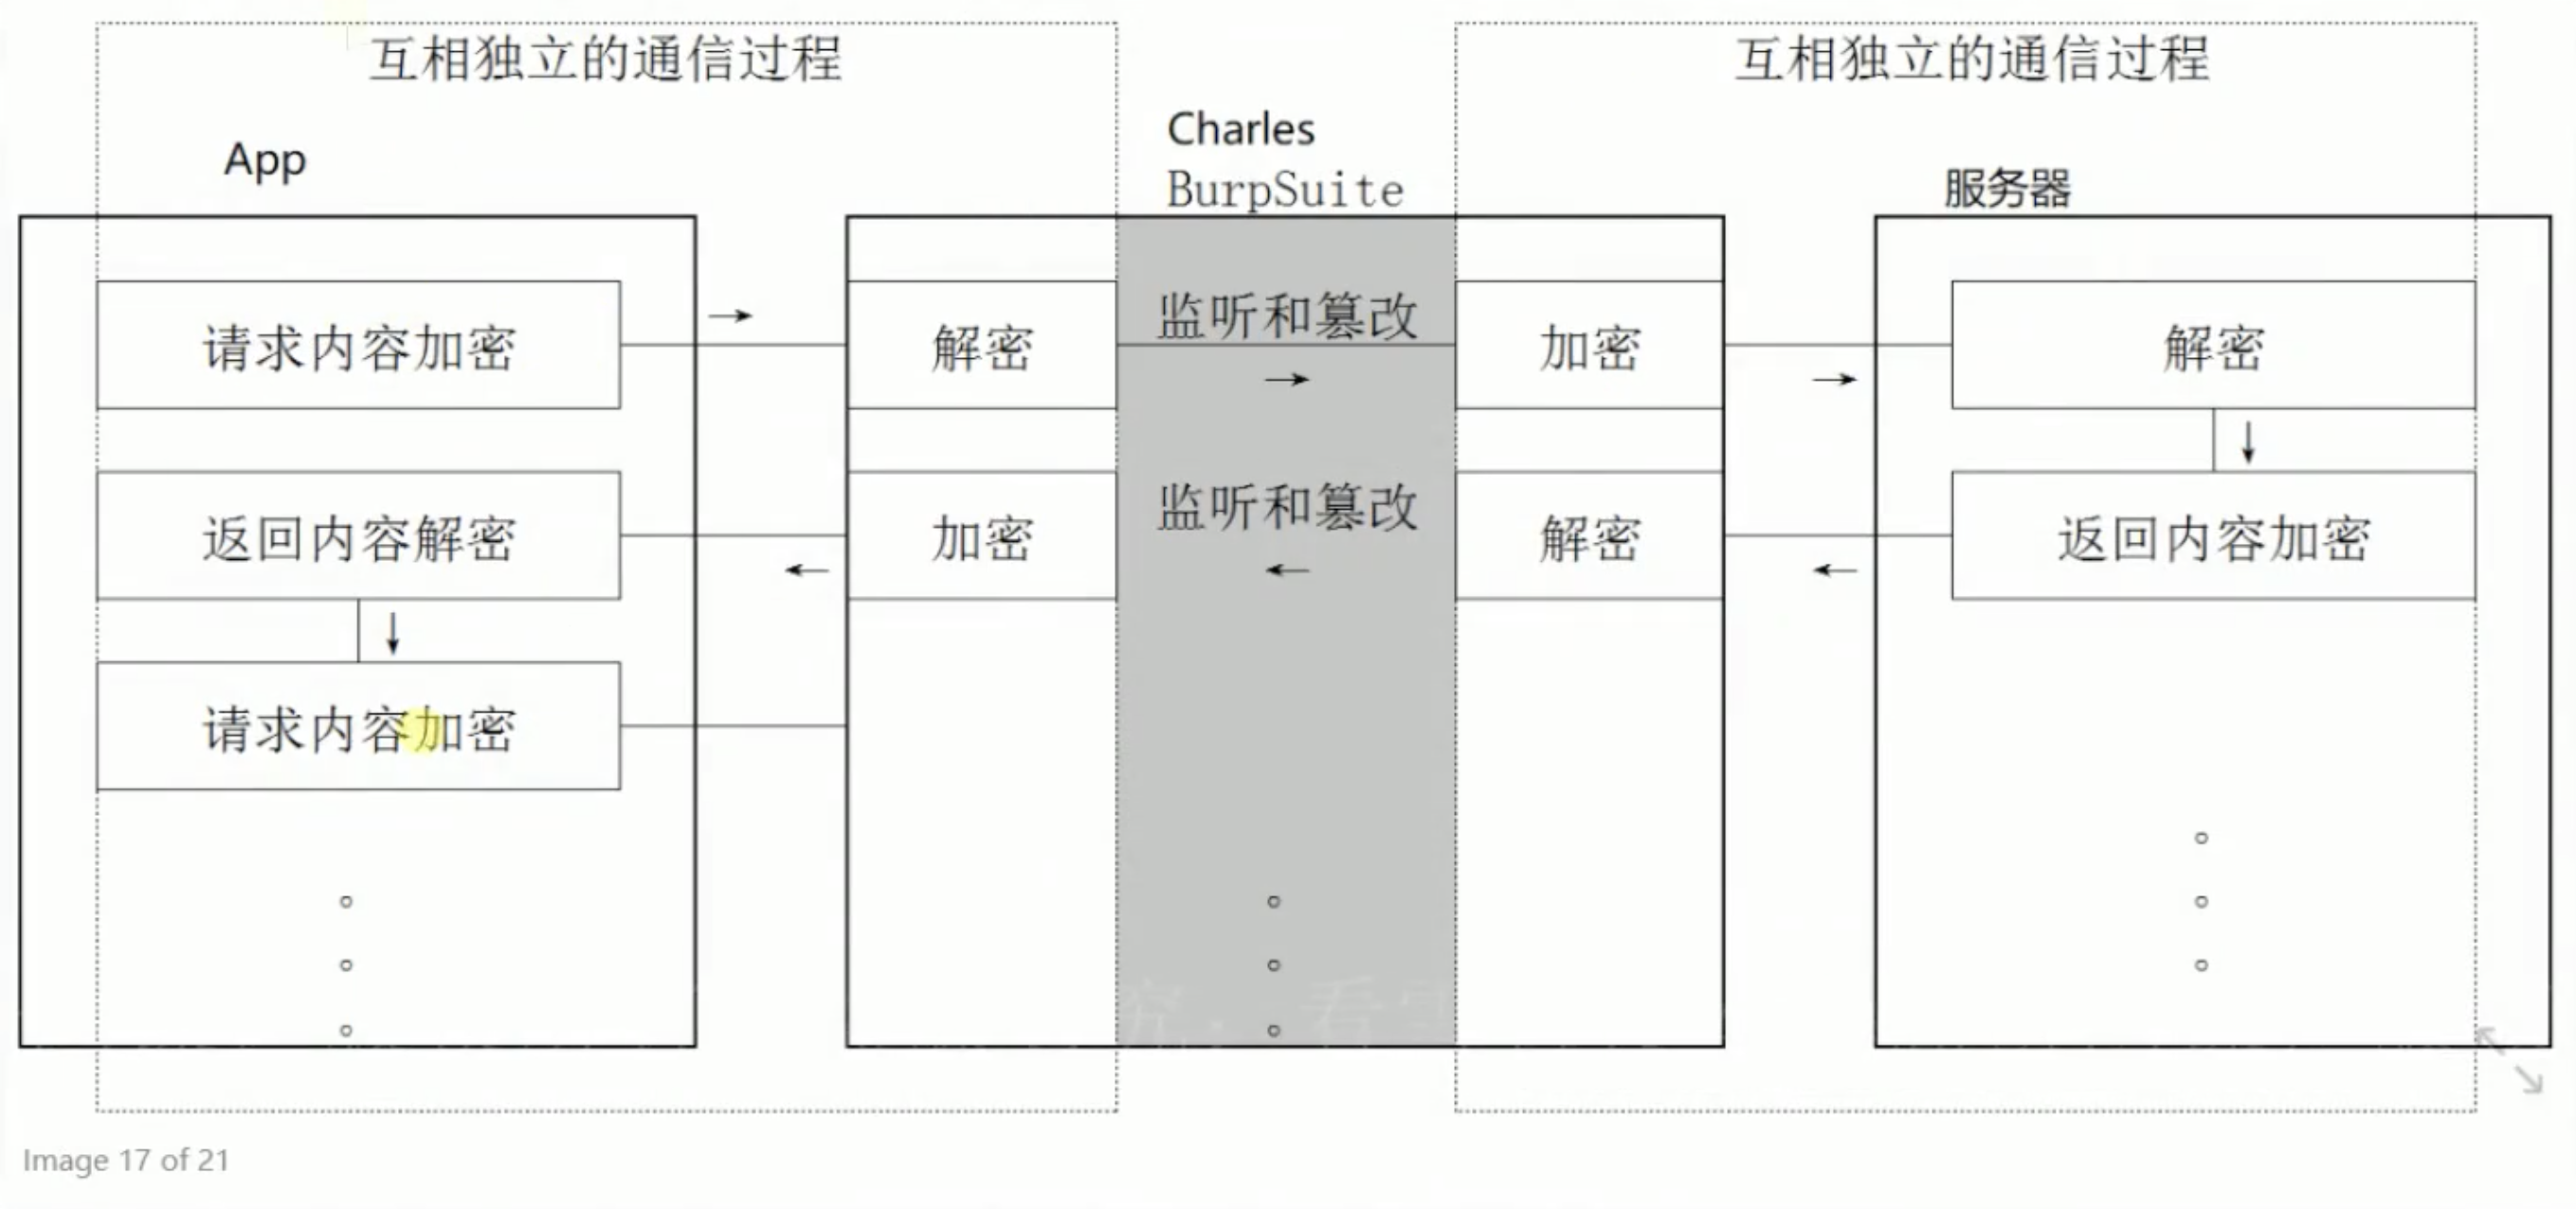 互相独立的通信过程
互相独立的通信过程
App
Charles
BurpSuite
服务器
请求内容加密
解密
监听和篡改
加密
解密
返回内容解密
加密
监听和篡改
解密
返回内容加密
请求内容加密
Image 17 of 21